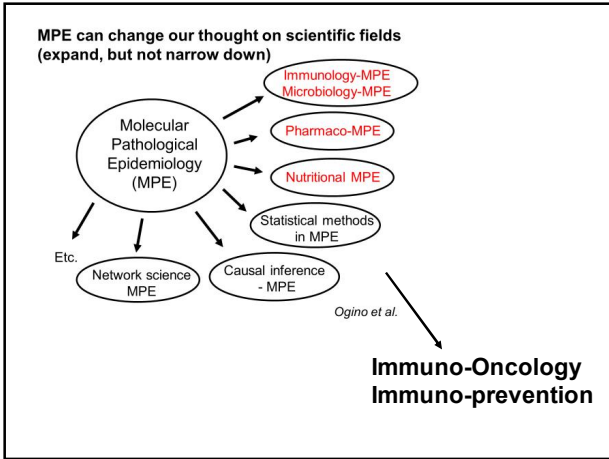 MPE can change our thought on scientific fields
(expand, but not narrow down)
Immunology-MPE
Microbiology-MPE
Molecular
Pathological
Epidemiology
(MPE)
Pharmaco-MPE
Nutritional MPE
Statistical methods
in MPE
Etc.
Network science
MPE
Causal inference
- MPE
Ogino et al.
Immuno-Oncology
Immuno-prevention